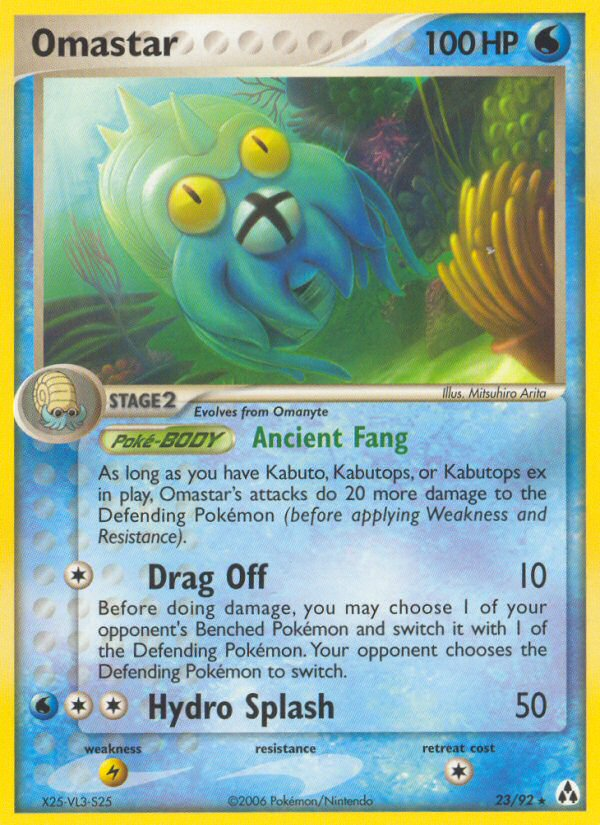 Omastar 100 HP
Illus. Mitsuhiro Arita
STAGE2 Evolves from Omanyte
Poké-BODY Ancient Fang
As long as you have Kabuto, Kabutops, or Kabutops ex
in play, Omastar's attacks do 20 more damage to the
Defending Pokémon (before applying Weakness and
Resistance).
Drag Off 10
Before doing damage, you may choose 1 of your
opponent's Benched Pokémon and switch it with 1 of
the Defending Pokémon. Your opponent chooses the
Defending Pokémon to switch.
Hydro Splash 50
weakness resistance retreat cost
X25-VL3-S25 ©2006 Pokémon/Nintendo 23/92 ★